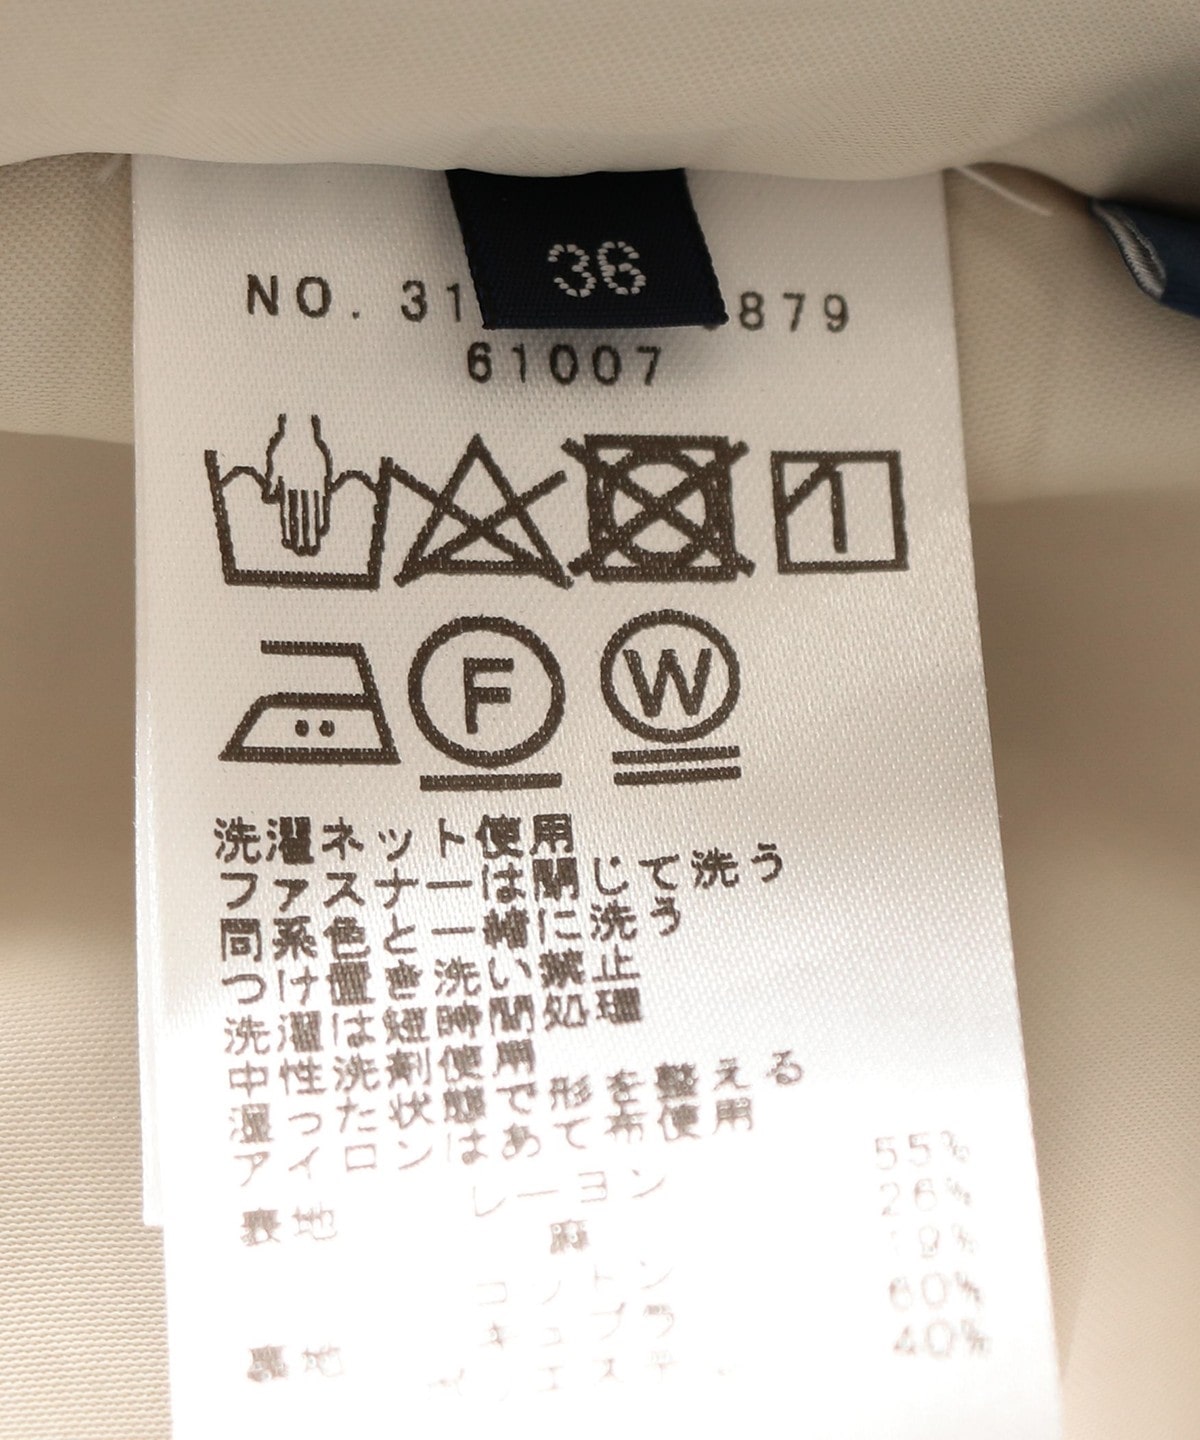 36
NO. 31 879
61007
F
W
洗濯ネット使用
ファスナーは閉じて洗う
同系色と一緒に洗う
つけ置き洗い禁止
洗濯は短時間処理
中性洗剤使用
湿った状態で形を整える
アイロンはあて布使用
表地 レーヨン 55%
麻 26%
コットン 19%
裏地 キュプラ 60%
40%